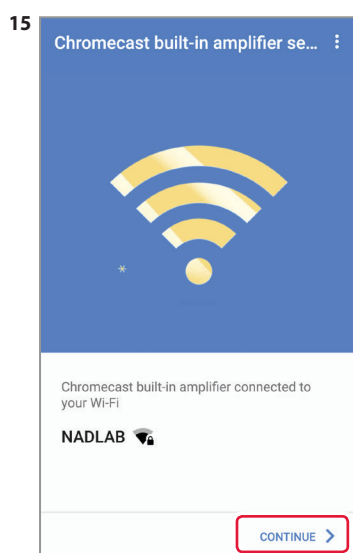 15
Chromecast built-in amplifier se...
Chromecast built-in amplifier connected to
your Wi-Fi
NADLAB
CONTINUE